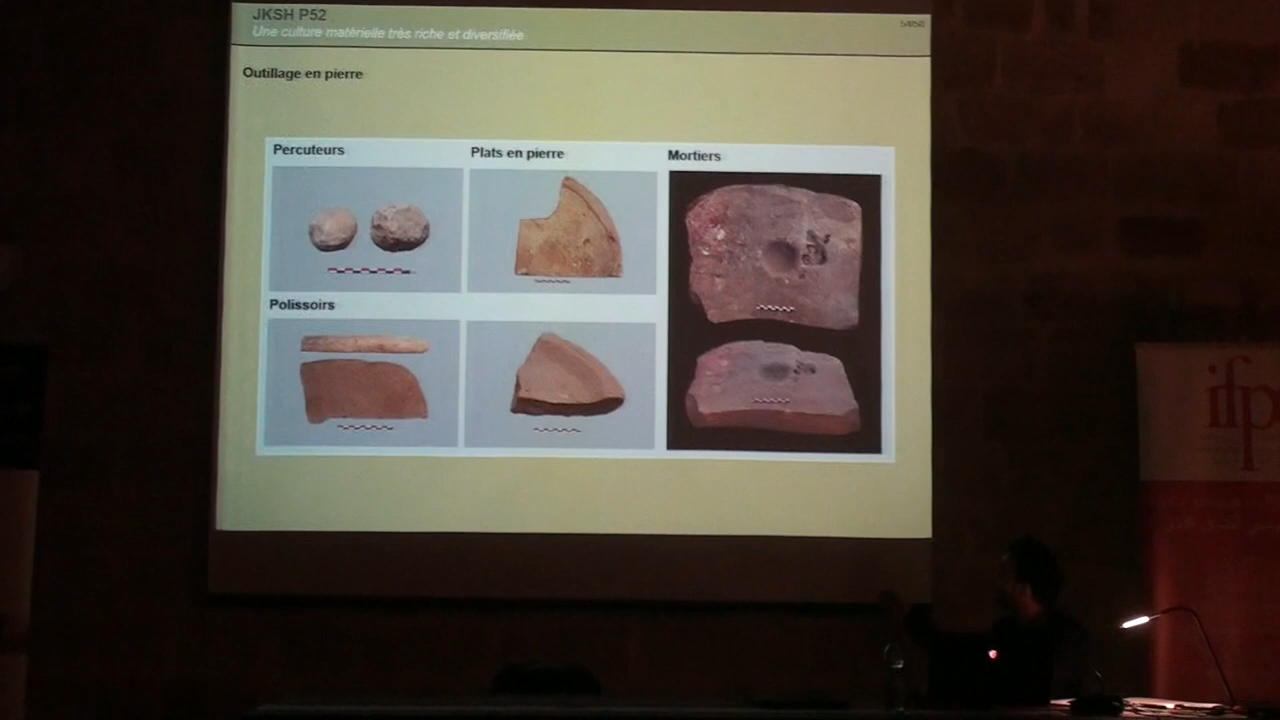 JKSH P52
Une culture matérielle très riche et diversifiée
Outillage en pierre
Percuteurs
Plats en pierre
Mortiers
Polissoirs
ifp